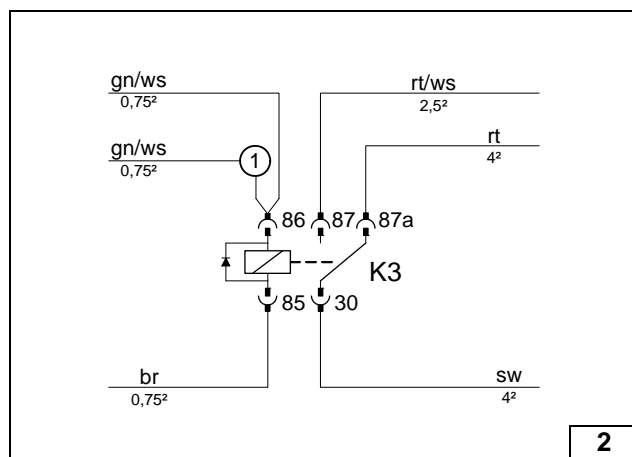 gn/ws
0,75²
rt/ws
2,5²
gn/ws
0,75²
1
rt
4²
86
87
87a
K3
85
30
br
0,75²
sw
4²
2